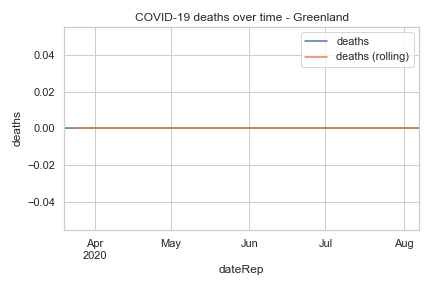 COVID-19 deaths over time - Greenland
deaths
deaths (rolling)
0.04
0.02
0.00
−0.02
−0.04
deaths
Apr
2020
May
Jun
Jul
Aug
dateRep